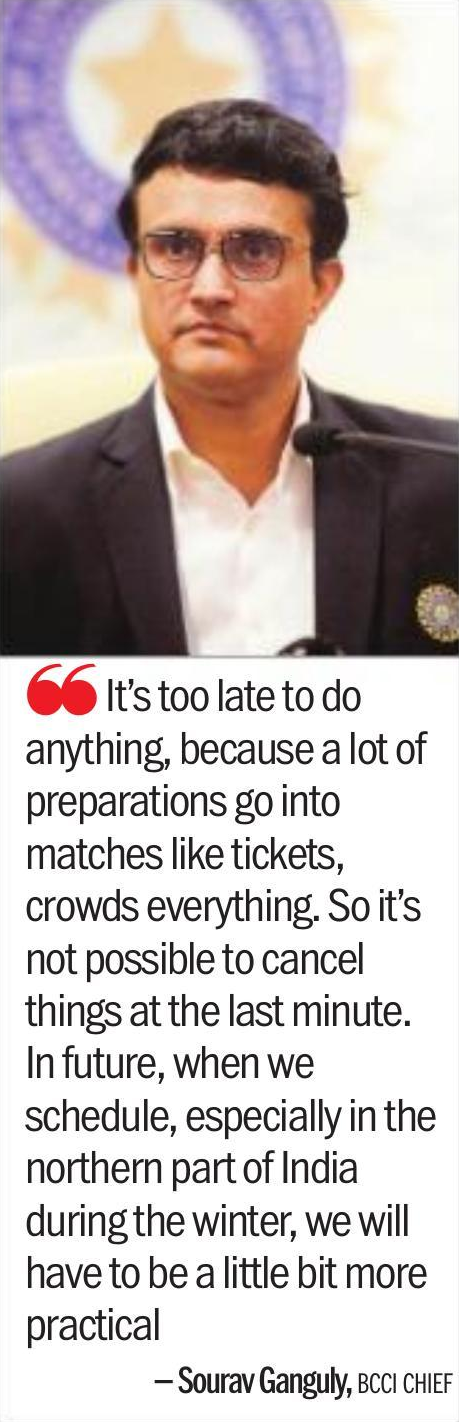 “It’s too late to do
anything, because a lot of
preparations go into
matches like tickets,
crowds everything. So it’s
not possible to cancel
things at the last minute.
In future, when we
schedule, especially in the
northern part of India
during the winter, we will
have to be a little bit more
practical
– Sourav Ganguly, BCCI CHIEF